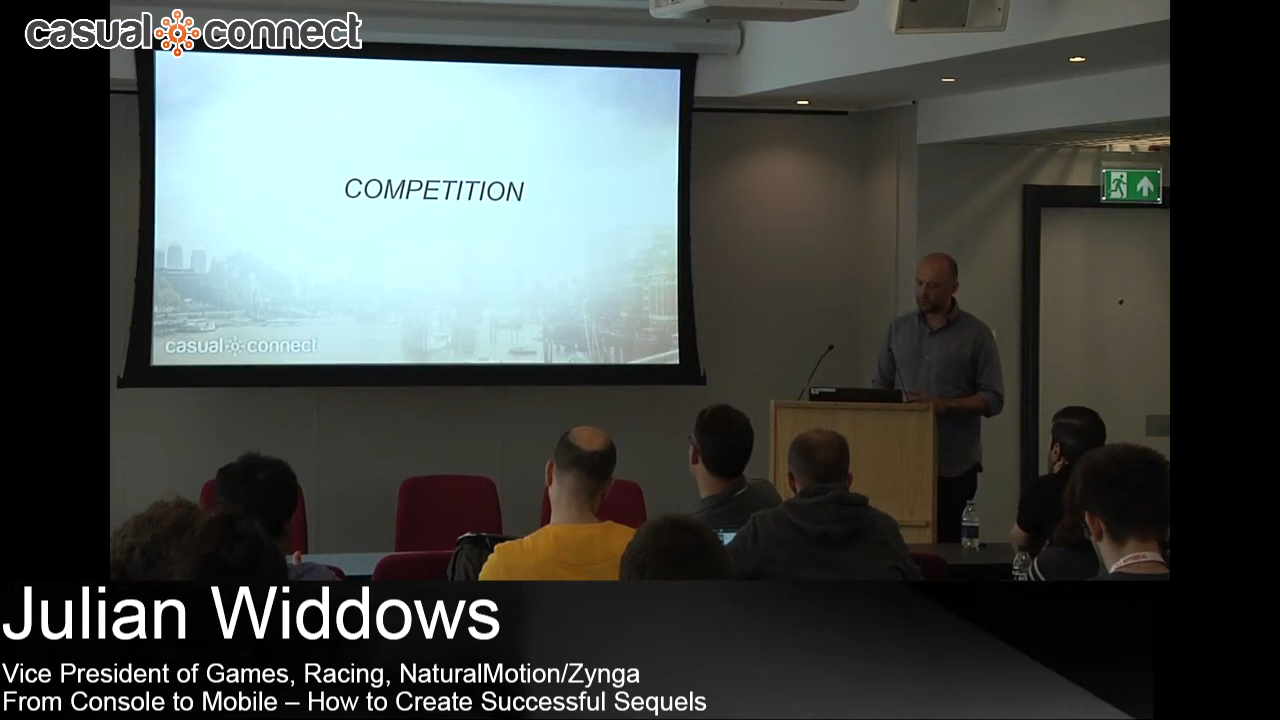 casual connect
COMPETITION
casual connect
Julian Widdows
Vice President of Games, Racing, NaturalMotion/Zynga
From Console to Mobile – How to Create Successful Sequels